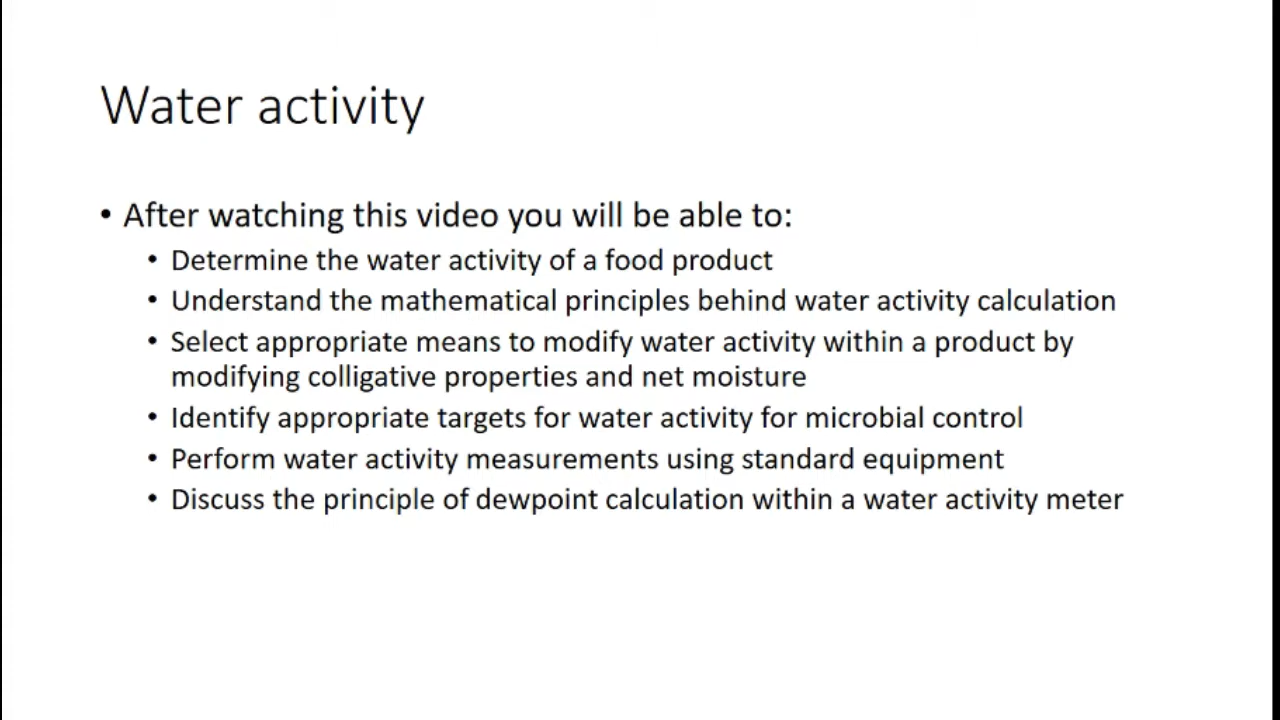 Water activity
• After watching this video you will be able to:
• Determine the water activity of a food product
• Understand the mathematical principles behind water activity calculation
• Select appropriate means to modify water activity within a product by
modifying colligative properties and net moisture
• Identify appropriate targets for water activity for microbial control
• Perform water activity measurements using standard equipment
• Discuss the principle of dewpoint calculation within a water activity meter